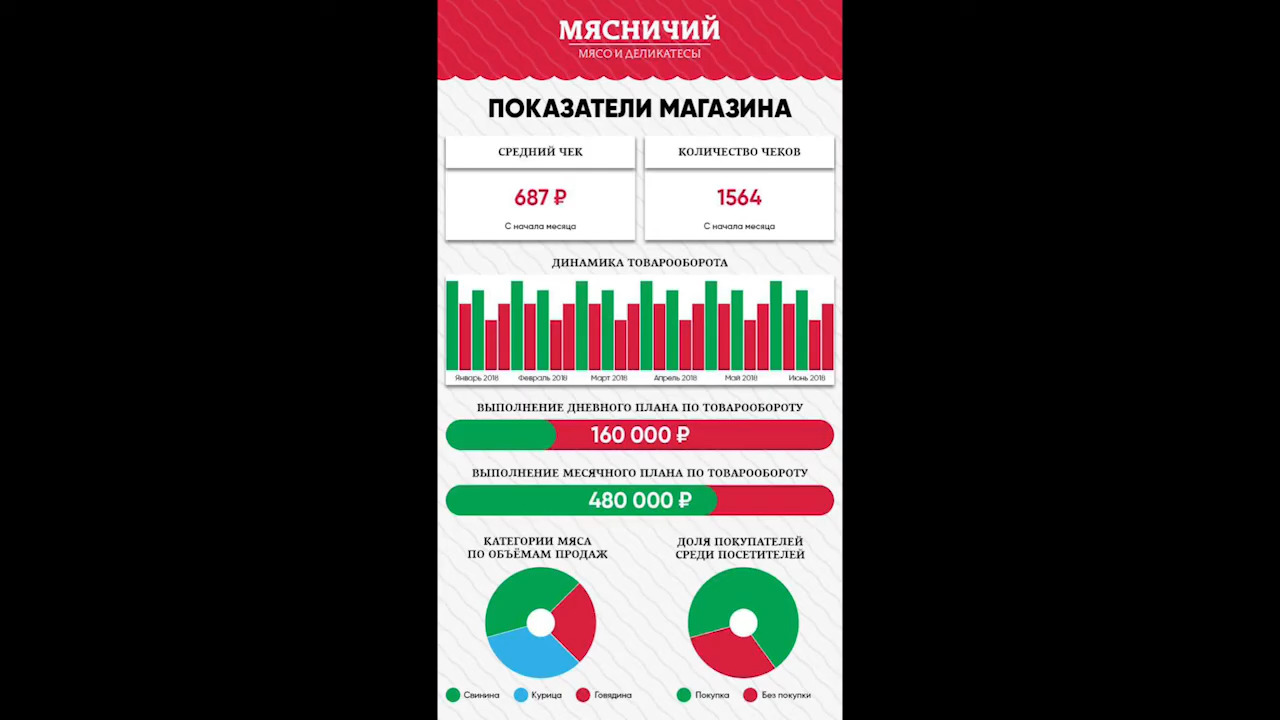 МЯСНИЧИЙ
МЯСО И ДЕЛИКАТЕСЫ
ПОКАЗАТЕЛИ МАГАЗИНА
СРЕДНИЙ ЧЕК
687 ₽
С начала месяца
КОЛИЧЕСТВО ЧЕКОВ
1564
С начала месяца
ДИНАМИКА ТОВАРООБОРОТА
Январь 2018 Февраль 2018 Март 2018 Апрель 2018 Май 2018 Июнь 2018
ВЫПОЛНЕНИЕ ДНЕВНОГО ПЛАНА ПО ТОВАРООБОРОТУ
160 000 ₽
ВЫПОЛНЕНИЕ МЕСЯЧНОГО ПЛАНА ПО ТОВАРООБОРОТУ
480 000 ₽
КАТЕГОРИИ МЯСА
ПО ОБЪЁМАМ ПРОДАЖ
Свинина Курица Говядина
ДОЛЯ ПОКУПАТЕЛЕЙ
СРЕДИ ПОСЕТИТЕЛЕЙ
Покупка Без покупки